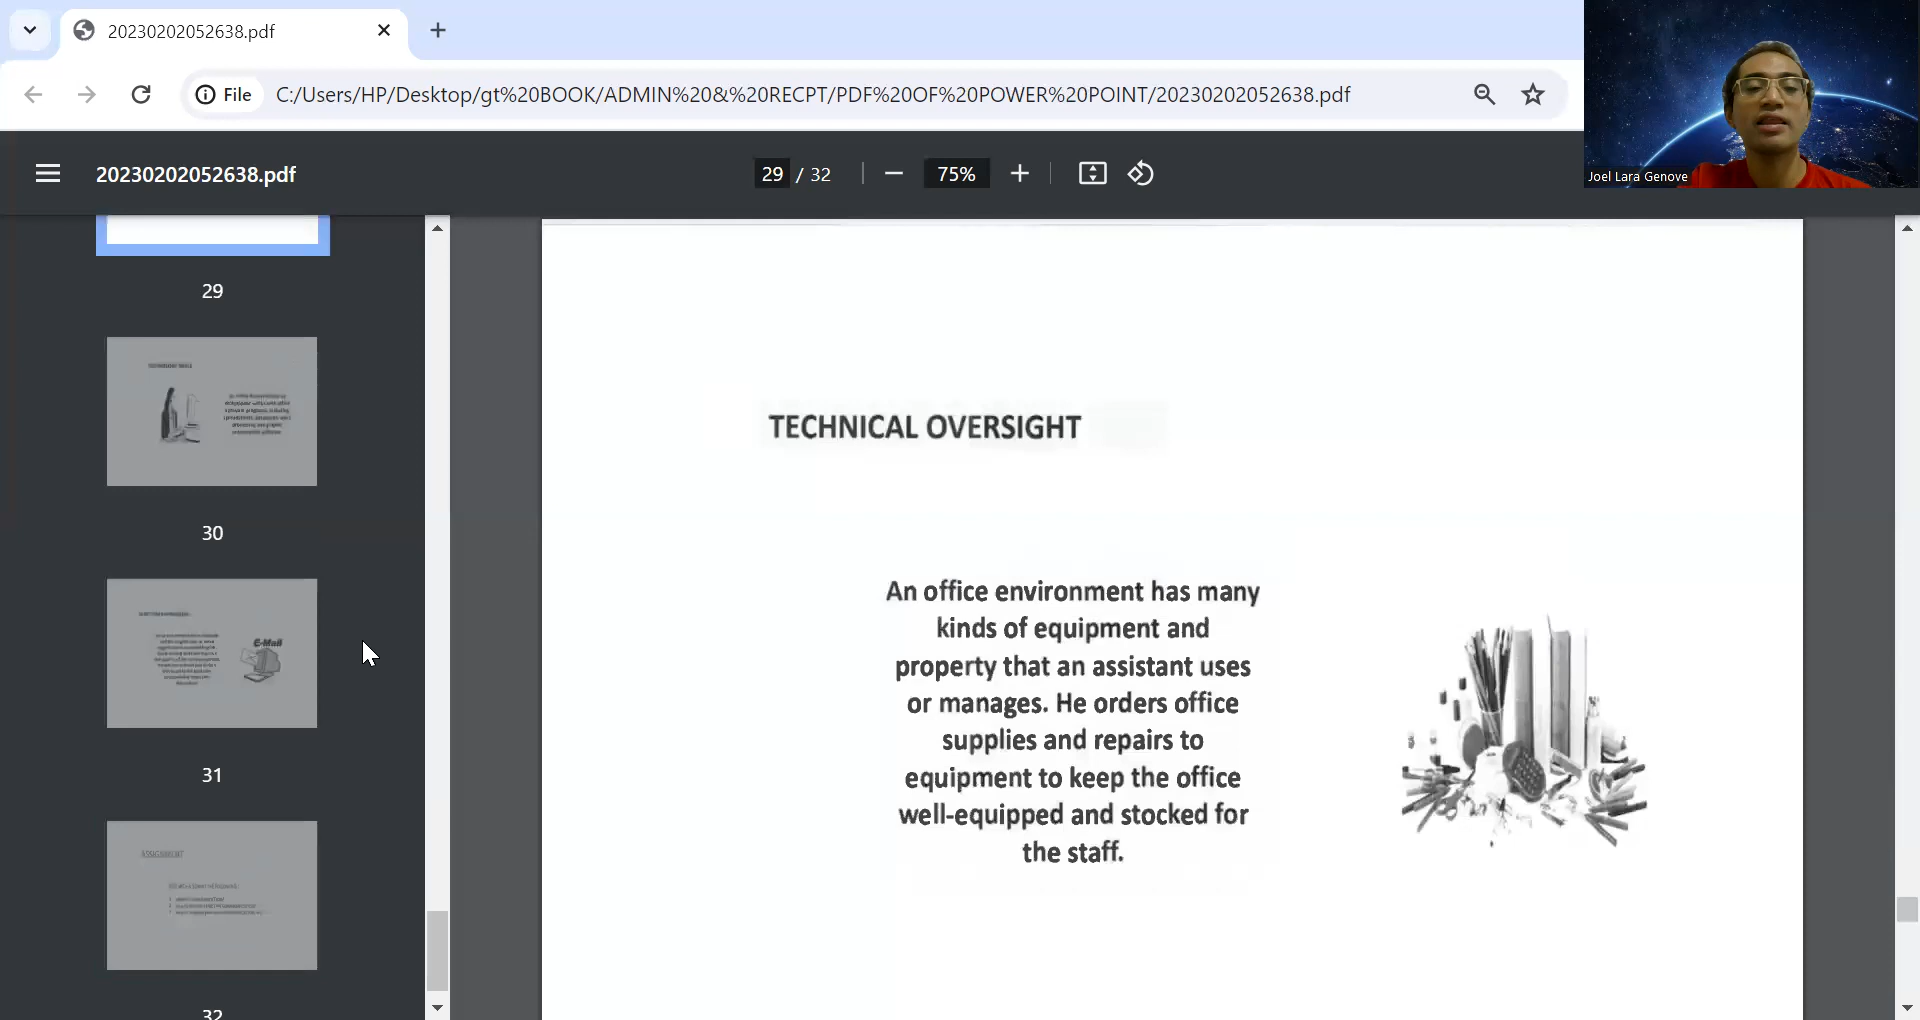 20230202052638.pdf
File
C:/Users/HP/Desktop/gt%20BOOK/ADMIN%20&%20RECPT/PDF%20OF%20POWER%20POINT/20230202052638.pdf
Joel Lara Genove
20230202052638.pdf
29 / 32
75%
29
30
E-Mail
31
ASSIGNMENT
32
TECHNICAL OVERSIGHT
An office environment has many
kinds of equipment and
property that an assistant uses
or manages. He orders office
supplies and repairs to
equipment to keep the office
well-equipped and stocked for
the staff.